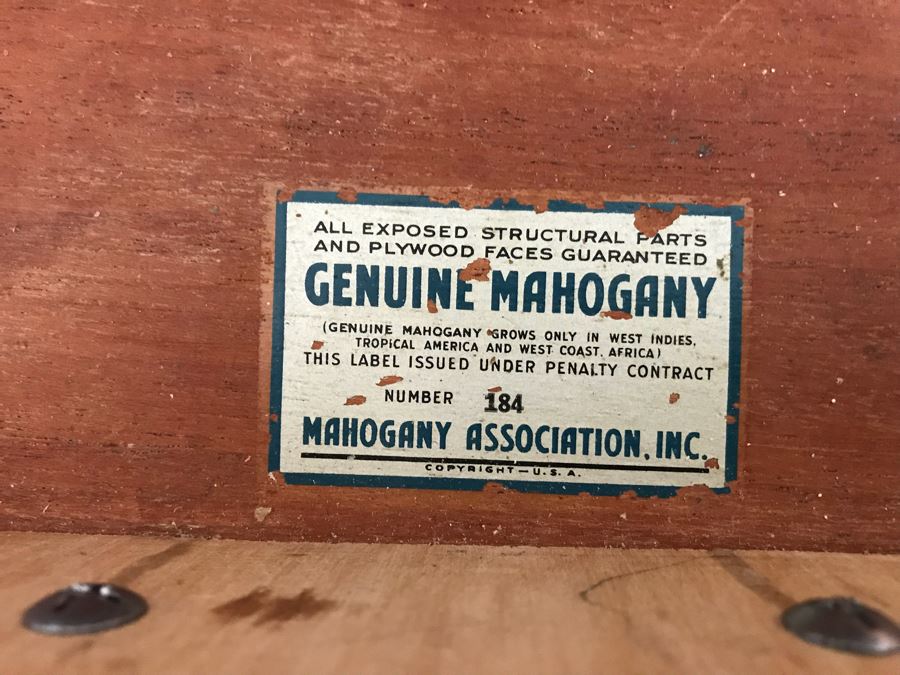 ALL EXPOSED STRUCTURAL PARTS
AND PLYWOOD FACES GUARANTEED
GENUINE MAHOGANY
(GENUINE MAHOGANY GROWS ONLY IN WEST INDIES,
TROPICAL AMERICA AND WEST COAST, AFRICA)
THIS LABEL ISSUED UNDER PENALTY CONTRACT
NUMBER 184
MAHOGANY ASSOCIATION, INC.
COPYRIGHT—U.S.A.